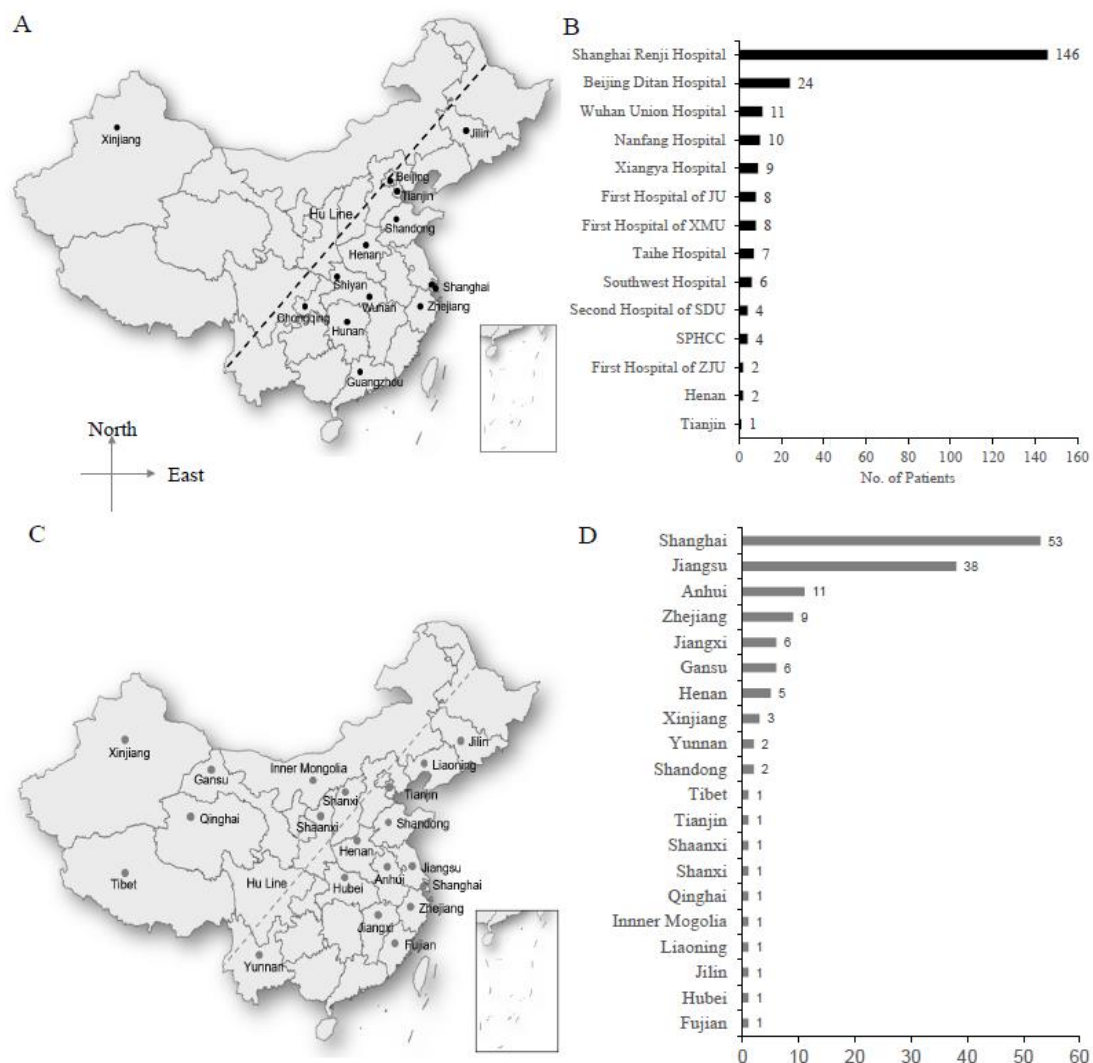 A
Xinjiang
Jilin
Beijing
Tianjin
Hu Line
Shandong
Henan
Shiyan
Shanghai
Wuhan
Zhejiang
Chongqing
Hunan
Guangzhou
North
East
B
Shanghai Renji Hospital 146
Beijing Ditan Hospital 24
Wuhan Union Hospital 11
Nanfang Hospital 10
Xiangya Hospital 9
First Hospital of JU 8
First Hospital of XMU 8
Taihe Hospital 7
Southwest Hospital 6
Second Hospital of SDU 4
SPHCC 4
First Hospital of ZJU 2
Henan 2
Tianjin 1
0 20 40 60 80 100 120 140 160
No. of Patients
C
Xinjiang
Jilin
Liaoning
Gansu
Inner Mongolia
Shanxi
Tianjin
Qinghai
Shaanxi
Shandong
Henan
Jiangsu
Anhui
Tibet
Hu Line
Hubei
Shanghai
Zhejiang
Jiangxi
Fujian
Yunnan
D
Shanghai 53
Jiangsu 38
Anhui 11
Zhejiang 9
Jiangxi 6
Gansu 6
Henan 5
Xinjiang 3
Yunnan 2
Shandong 2
Tibet 1
Tianjin 1
Shaanxi 1
Shanxi 1
Qinghai 1
Innner Mogolia 1
Liaoning 1
Jilin 1
Hubei 1
Fujian 1
0 10 20 30 40 50 60